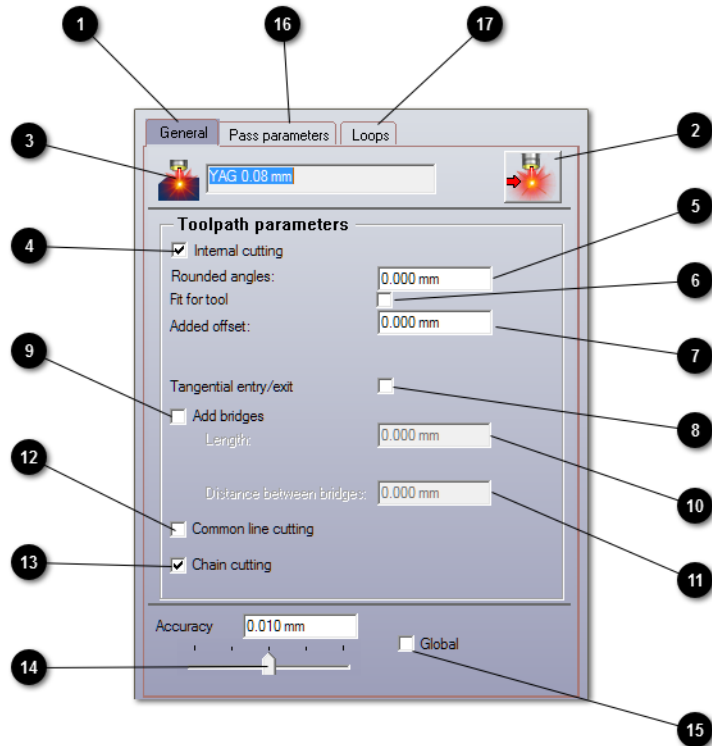 1 16 17
General Pass parameters Loops
2
3 YAG 0.08 mm
Toolpath parameters
4 Internal cutting
5
Rounded angles: 0.000 mm
Fit for tool 6
Added offset: 0.000 mm
7
9
Tangential entry/exit
8
Add bridges
Length: 0.000 mm
12
10
Distance between bridges: 0.000 mm
Common line cutting
13 Chain cutting
11
Accuracy 0.010 mm
Global
14
15